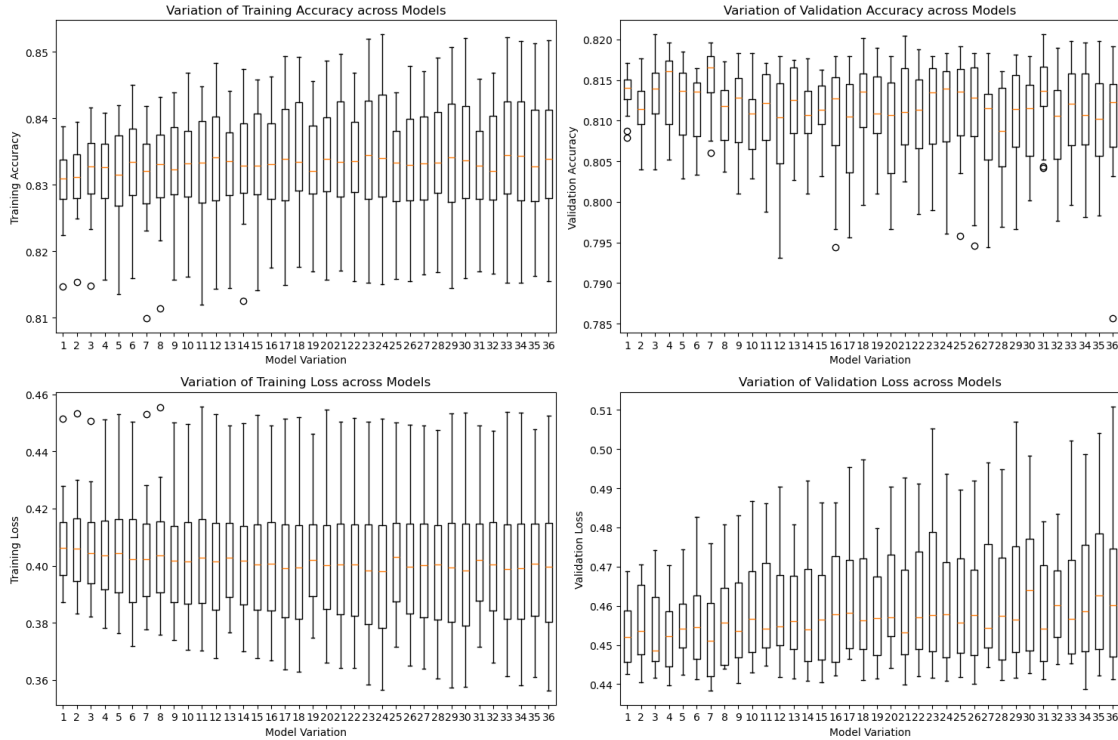 Variation of Training Accuracy across Models
0.85
0.84
0.83
0.82
0.81
Training Accuracy
1 2 3 4 5 6 7 8 9 10 11 12 13 14 15 16 17 18 19 20 21 22 23 24 25 26 27 28 29 30 31 32 33 34 35 36
Model Variation
Variation of Validation Accuracy across Models
0.820
0.815
0.810
0.805
0.800
0.795
0.790
0.785
Validation Accuracy
1 2 3 4 5 6 7 8 9 10 11 12 13 14 15 16 17 18 19 20 21 22 23 24 25 26 27 28 29 30 31 32 33 34 35 36
Model Variation
Variation of Training Loss across Models
0.46
0.44
0.42
0.40
0.38
0.36
Training Loss
1 2 3 4 5 6 7 8 9 10 11 12 13 14 15 16 17 18 19 20 21 22 23 24 25 26 27 28 29 30 31 32 33 34 35 36
Model Variation
Variation of Validation Loss across Models
0.51
0.50
0.49
0.48
0.47
0.46
0.45
0.44
Validation Loss
1 2 3 4 5 6 7 8 9 10 11 12 13 14 15 16 17 18 19 20 21 22 23 24 25 26 27 28 29 30 31 32 33 34 35 36
Model Variation